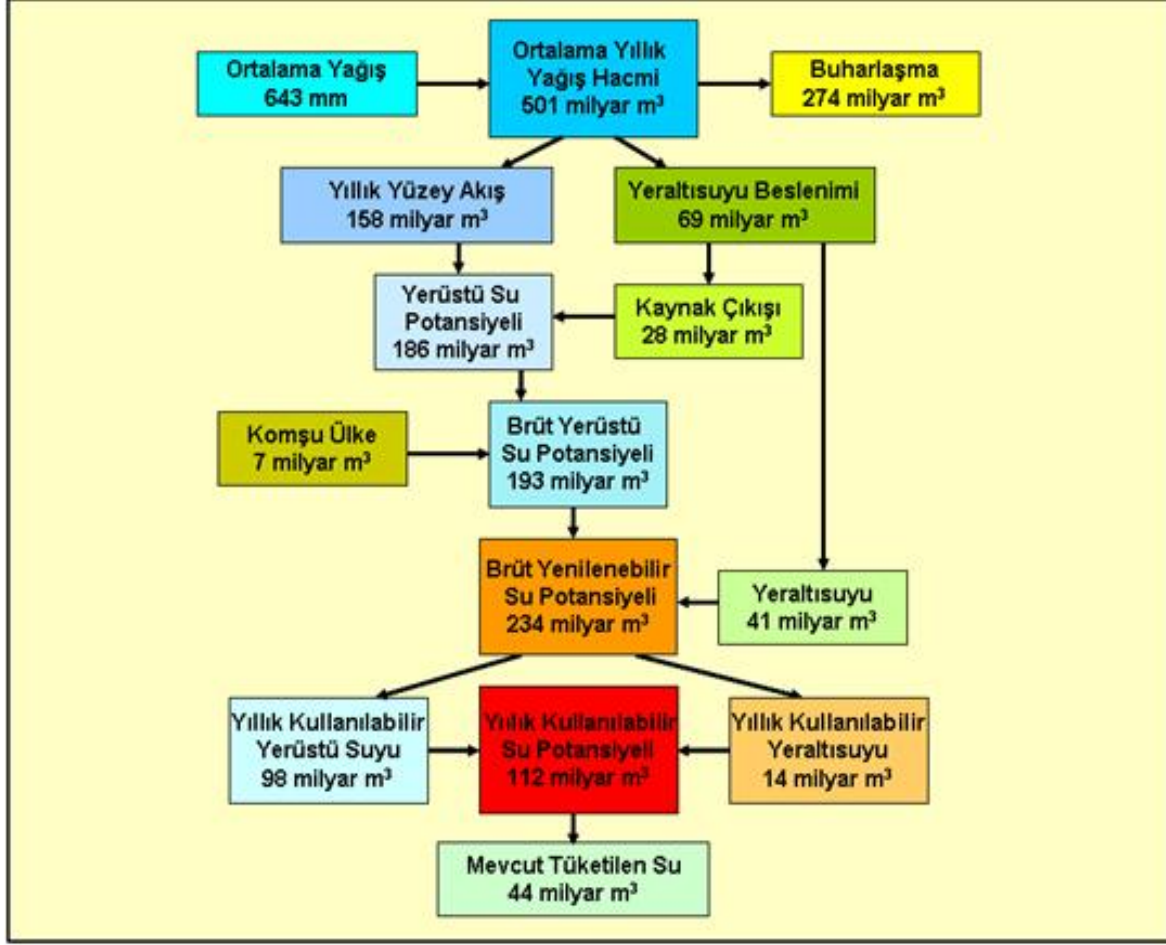 Ortalama Yağış
643 mm
Ortalama Yıllık
Yağış Hacmi
501 milyar m³
Buharlaşma
274 milyar m³
Yıllık Yüzey Akış
158 milyar m³
Yeraltısuyu Beslenimi
69 milyar m³
Yerüstü Su
Potansiyeli
186 milyar m³
Kaynak Çıkışı
28 milyar m³
Komşu Ülke
7 milyar m³
Brüt Yerüstü
Su Potansiyeli
193 milyar m³
Brüt Yenilenebilir
Su Potansiyeli
234 milyar m³
Yeraltısuyu
41 milyar m³
Yıllık Kullanılabilir
Yerüstü Suyu
98 milyar m³
Yıllık Kullanılabilir
Su Potansiyeli
112 milyar m³
Yıllık Kullanılabilir
Yeraltısuyu
14 milyar m³
Mevcut Tüketilen Su
44 milyar m³